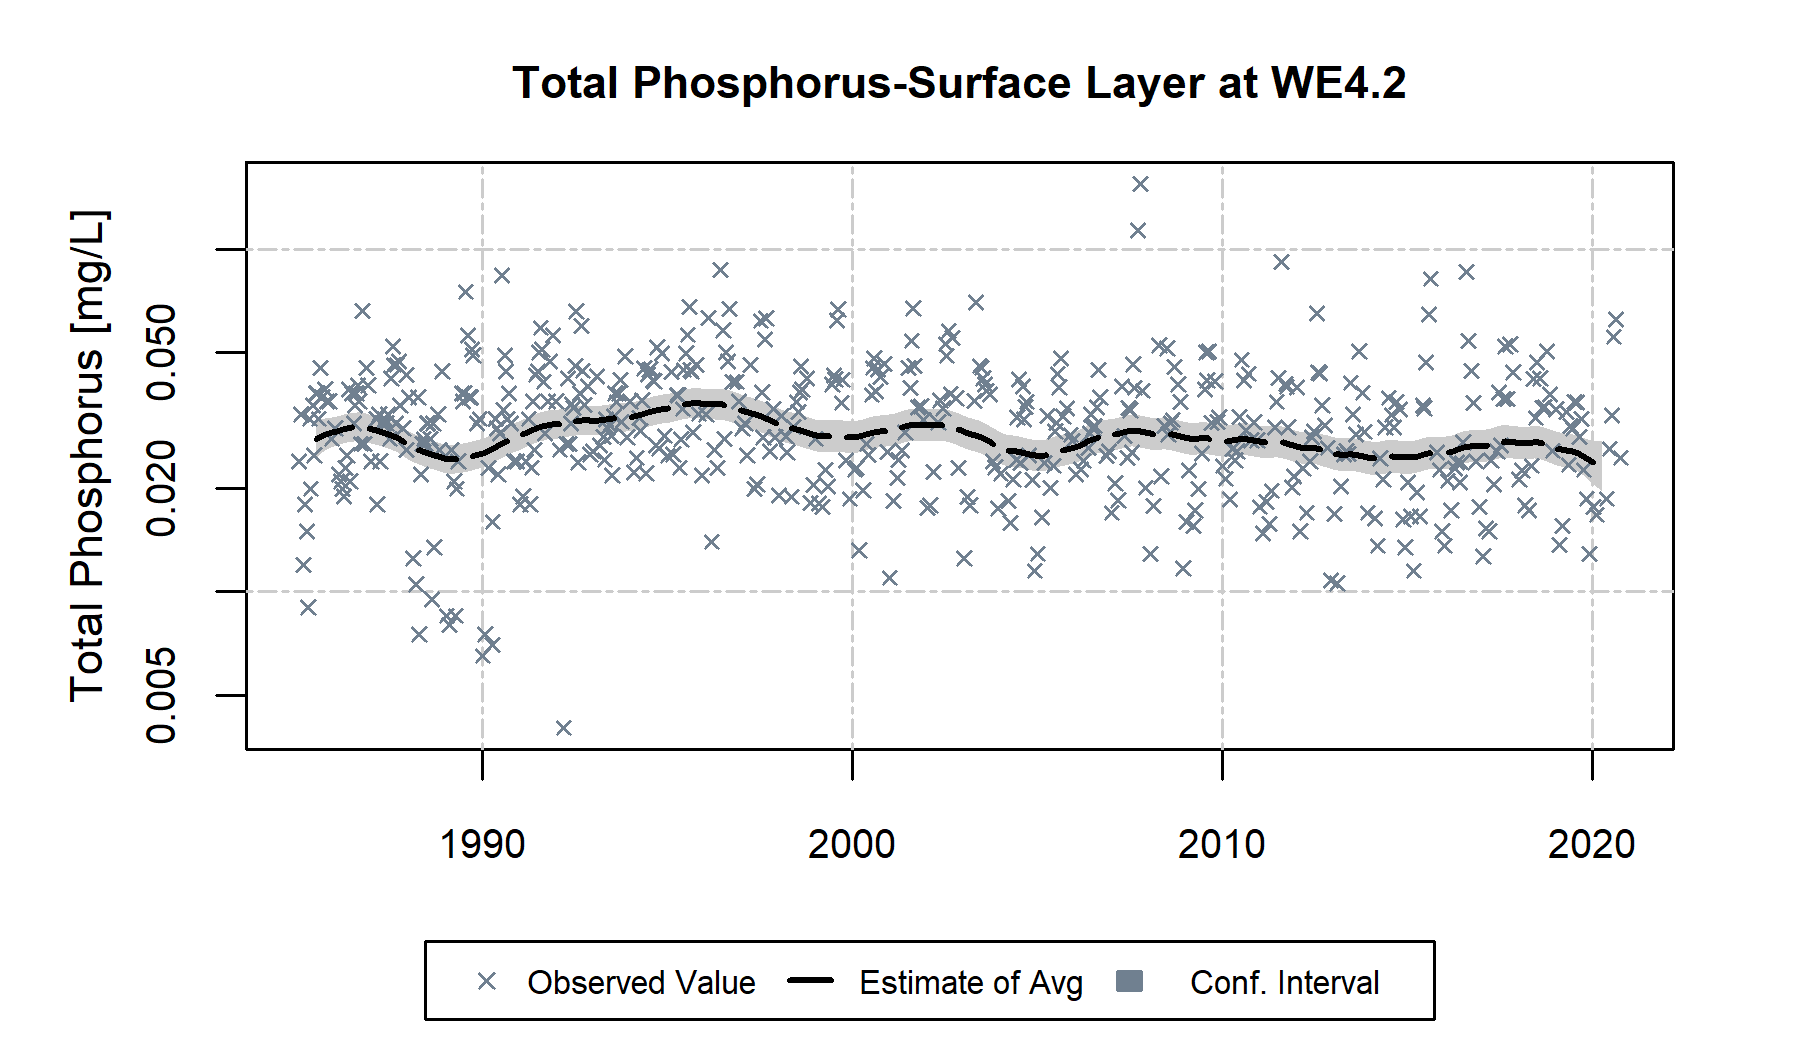 Total Phosphorus-Surface Layer at WE4.2
Total Phosphorus [mg/L]
0.050
0.020
0.005
1990 2000 2010 2020
Observed Value Estimate of Avg Conf. Interval